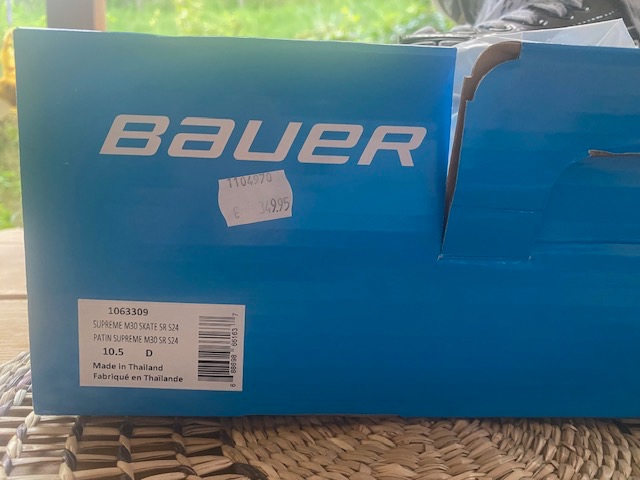 BAUER
1104970
€ 349.95
1063309
SUPREME M30 SKATE SR S24
PATIN SUPREME M30 SR S24
10.5 D
Made in Thailand
Fabriqué en Thaïlande